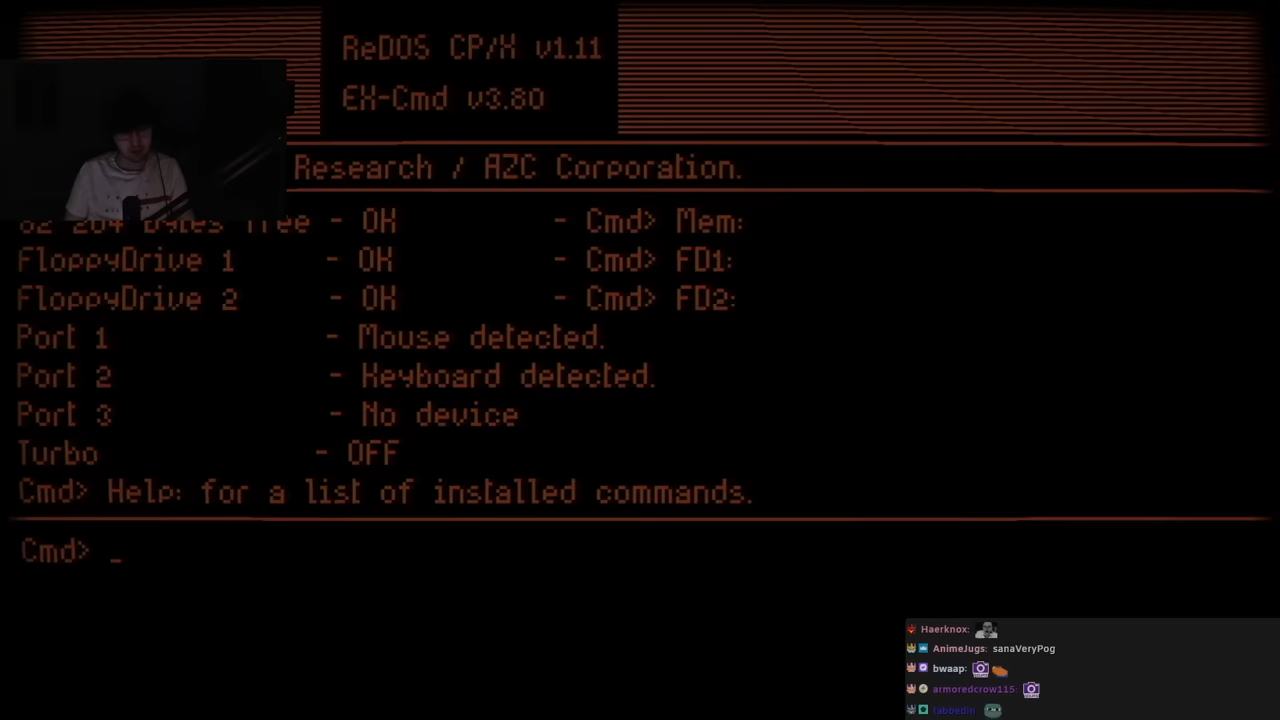 ReDOS CP/X v1.11
EX-Cmd v3.80
Research / AZC Corporation.
bytes free - OK - Cmd> Mem:
FloppyDrive 1 - OK - Cmd> FD1:
FloppyDrive 2 - OK - Cmd> FD2:
Port 1 - Mouse detected.
Port 2 - Keyboard detected.
Port 3 - No device
Turbo - OFF
Cmd> Help: for a list of installed commands.
Cmd> _
Haerknox:
AnimeJugs: sanaVeryPog
bwaap:
armoredcrow115: